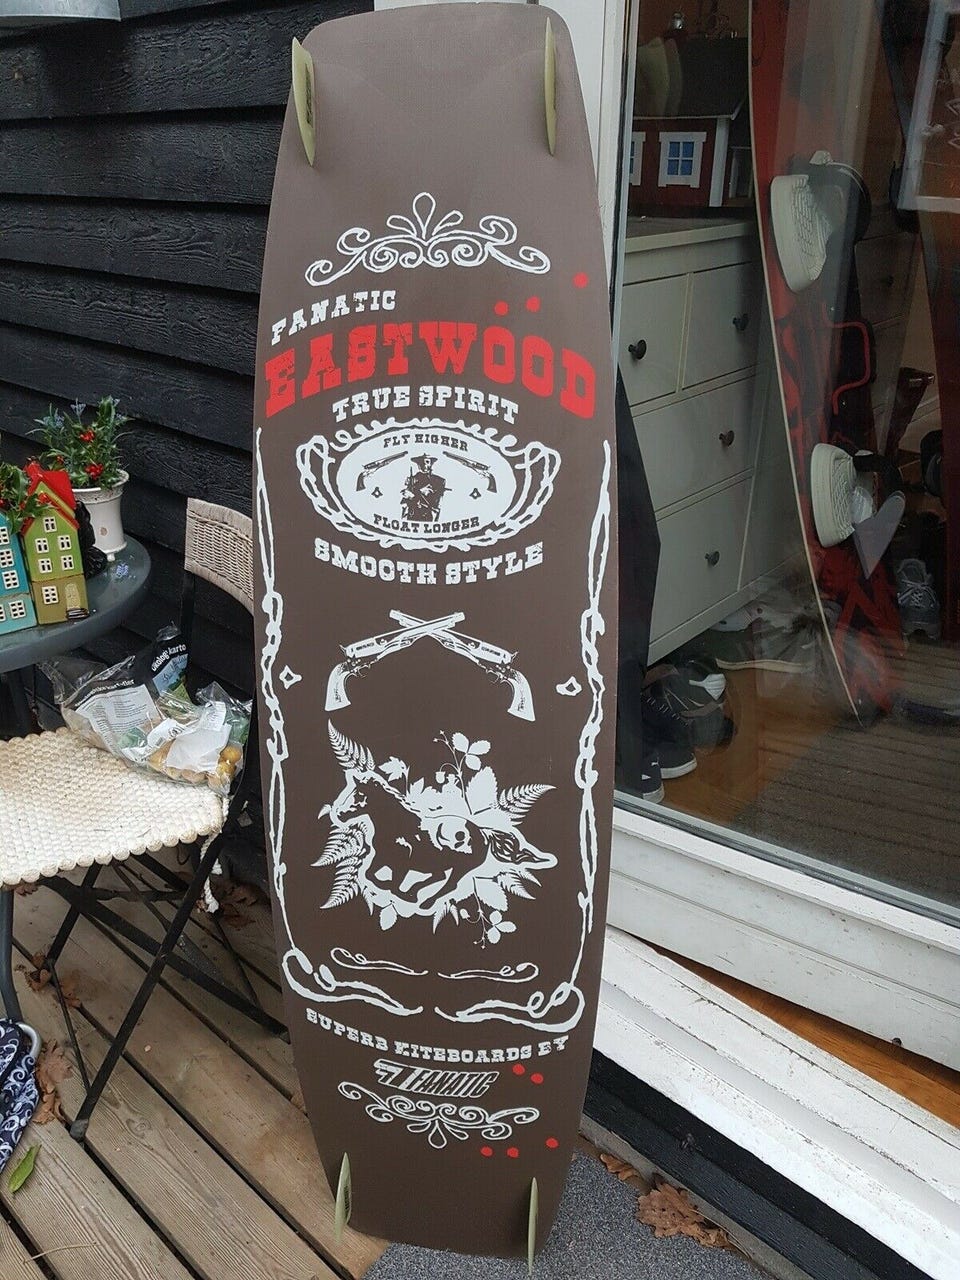 FANATIC
EASTWOOD
TRUE SPIRIT
FLY HIGHER
FLOAT LONGER
SMOOTH STYLE
SUPERB KITEBOARDS BY
FANATIC